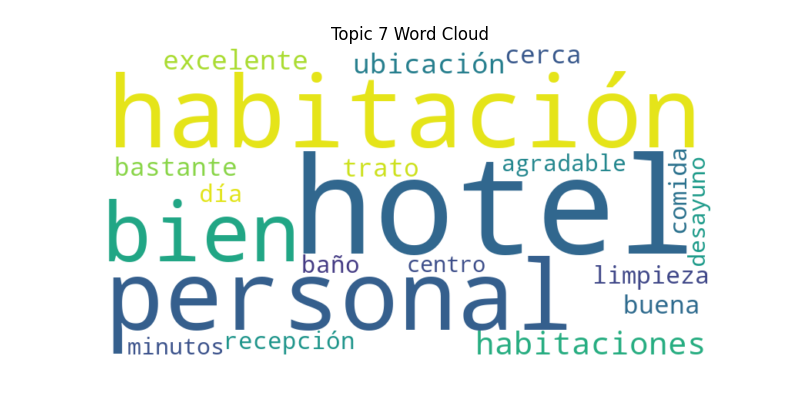 Topic 7 Word Cloud
excelente ubicación cerca
habitación
bastante trato agradable
día
comida
desayuno
hotel
bien
baño centro
limpieza
personal
buena
minutos recepción habitaciones